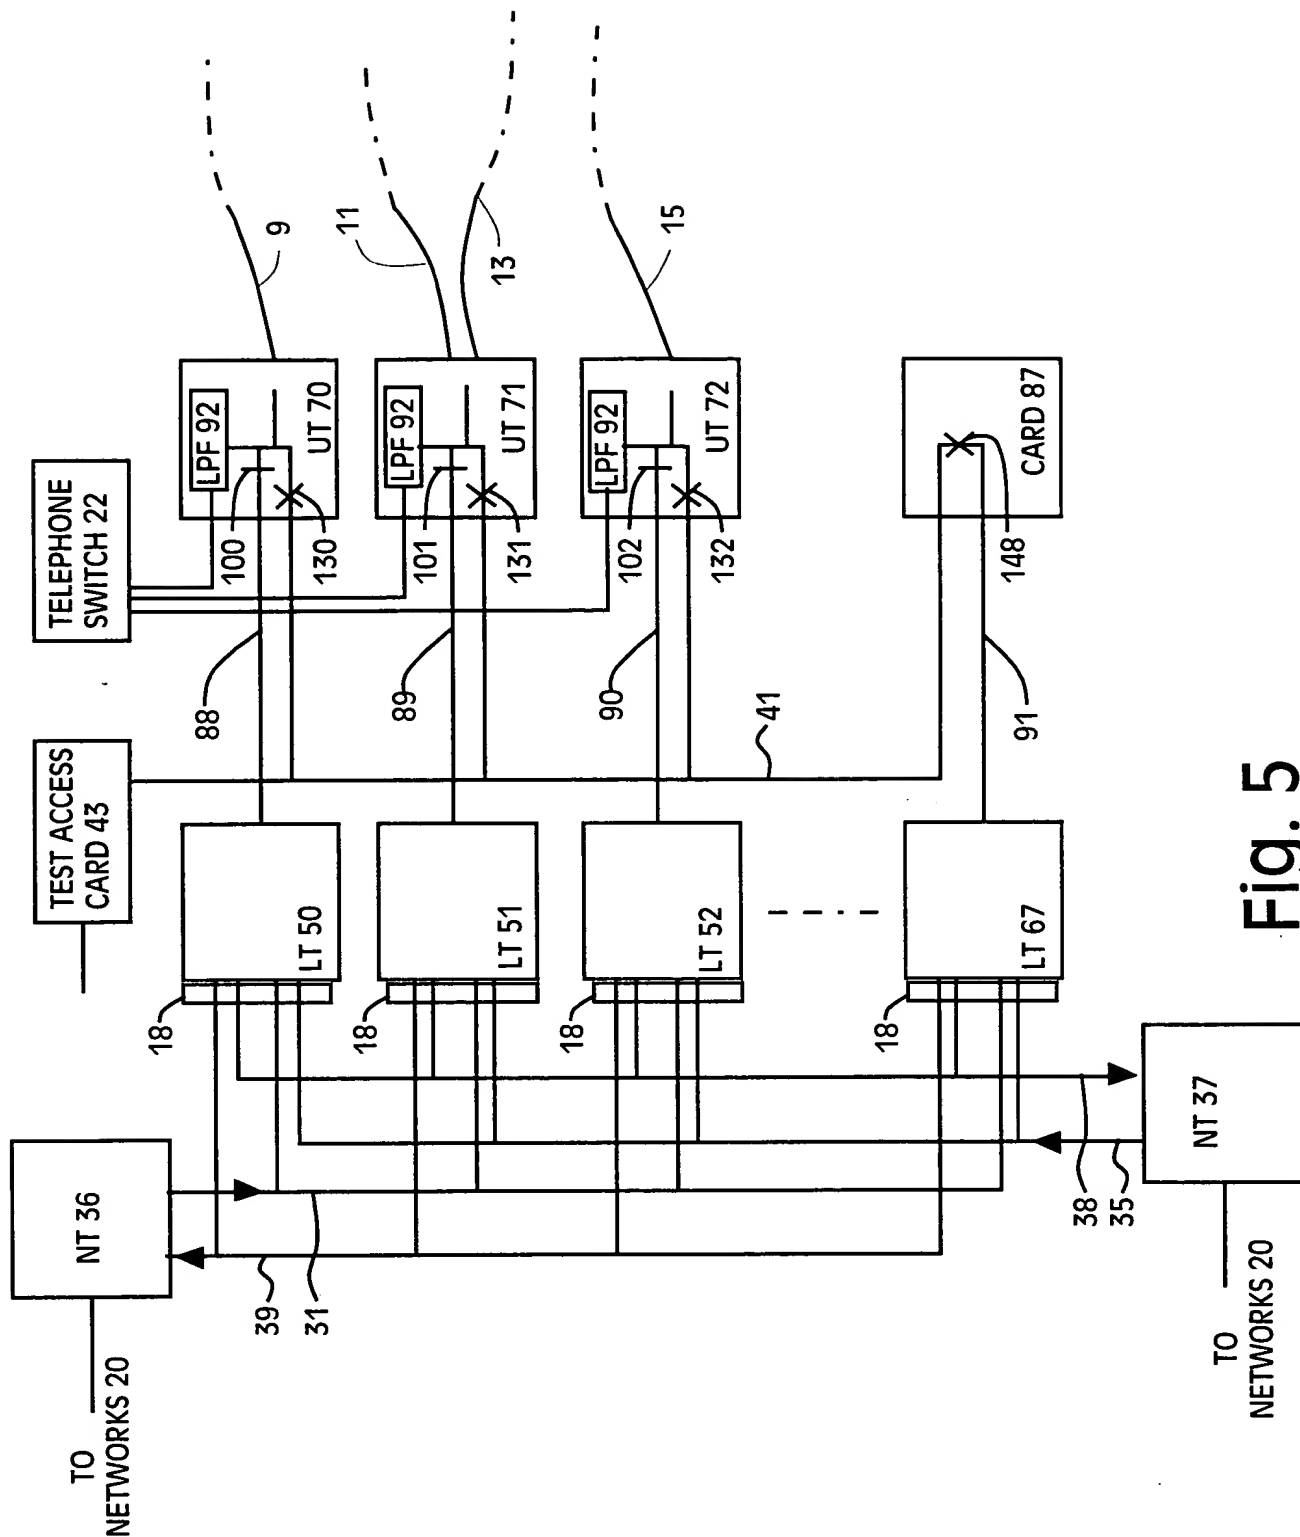 TELEPHONE
SWITCH 22
TEST ACCESS
CARD 43
NT 36
TO
NETWORKS 20
39
31
18
LT 50
88
100
130
LPF 92
UT 70
9
18
LT 51
89
101
131
LPF 92
UT 71
11
13
18
LT 52
90
102
132
LPF 92
UT 72
15
41
18
LT 67
91
148
CARD 87
38
35
NT 37
TO
NETWORKS 20
Fig. 5